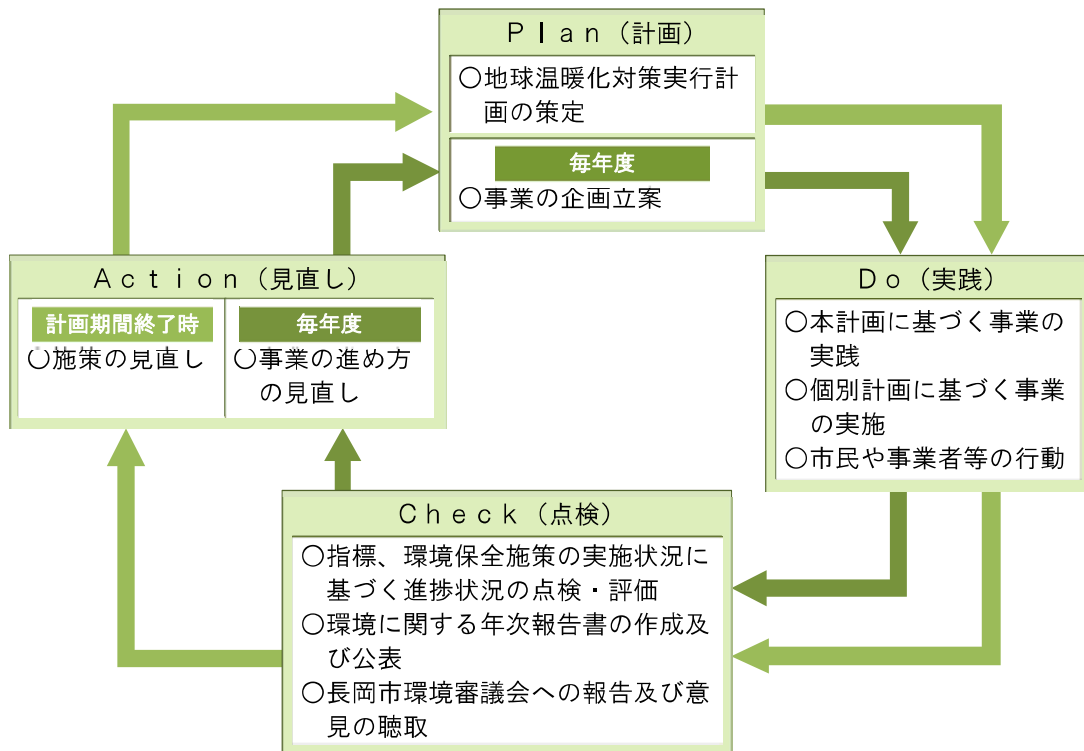 Ｐｌａｎ（計画）
○地球温暖化対策実行計
画の策定
毎年度
○事業の企画立案
Ｄｏ（実践）
○本計画に基づく事業の
実践
○個別計画に基づく事業
の実施
○市民や事業者等の行動
Ｃｈｅｃｋ（点検）
○指標、環境保全施策の実施状況に
基づく進捗状況の点検・評価
○環境に関する年次報告書の作成及
び公表
○長岡市環境審議会への報告及び意
見の聴取
Ａｃｔｉｏｎ（見直し）
計画期間終了時
○施策の見直し
毎年度
○事業の進め方
の見直し